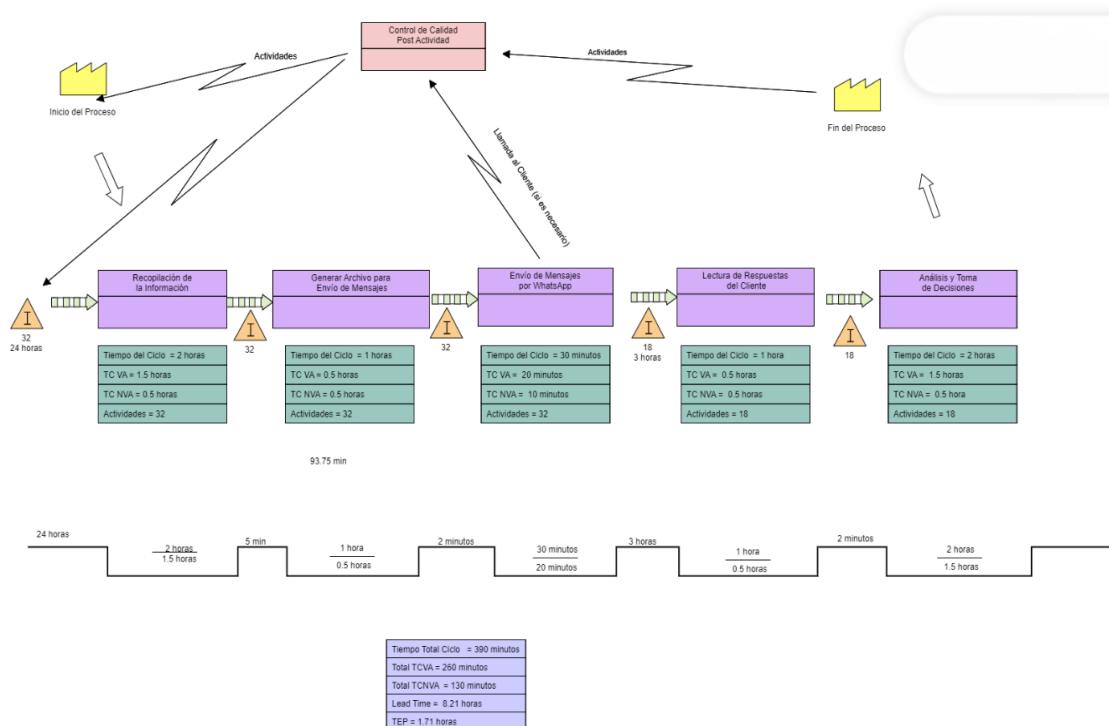 Control de Calidad
Post Actividad
Actividades
Actividades
Inicio del Proceso
Fin del Proceso
Llamada al Cliente (si es necesario)
Recopilación de
la Información
Generar Archivo para
Envío de Mensajes
Envío de Mensajes
por WhatsApp
Lectura de Respuestas
del Cliente
Análisis y Toma
de Decisiones
I
32
24 horas
I
32
I
32
I
18
3 horas
I
18
Tiempo del Ciclo = 2 horas
TC VA = 1.5 horas
TC NVA = 0.5 horas
Actividades = 32
Tiempo del Ciclo = 1 horas
TC VA = 0.5 horas
TC NVA = 0.5 horas
Actividades = 32
Tiempo del Ciclo = 30 minutos
TC VA = 20 minutos
TC NVA = 10 minutos
Actividades = 32
Tiempo del Ciclo = 1 hora
TC VA = 0.5 horas
TC NVA = 0.5 horas
Actividades = 18
Tiempo del Ciclo = 2 horas
TC VA = 1.5 horas
TC NVA = 0.5 hora
Actividades = 18
93.75 min
24 horas
2 horas
1.5 horas
5 min
1 hora
0.5 horas
2 minutos
30 minutos
20 minutos
3 horas
1 hora
0.5 horas
2 minutos
2 horas
1.5 horas
Tiempo Total Ciclo = 390 minutos
Total TCVA = 260 minutos
Total TCNVA = 130 minutos
Lead Time = 8.21 horas
TEP = 1.71 horas